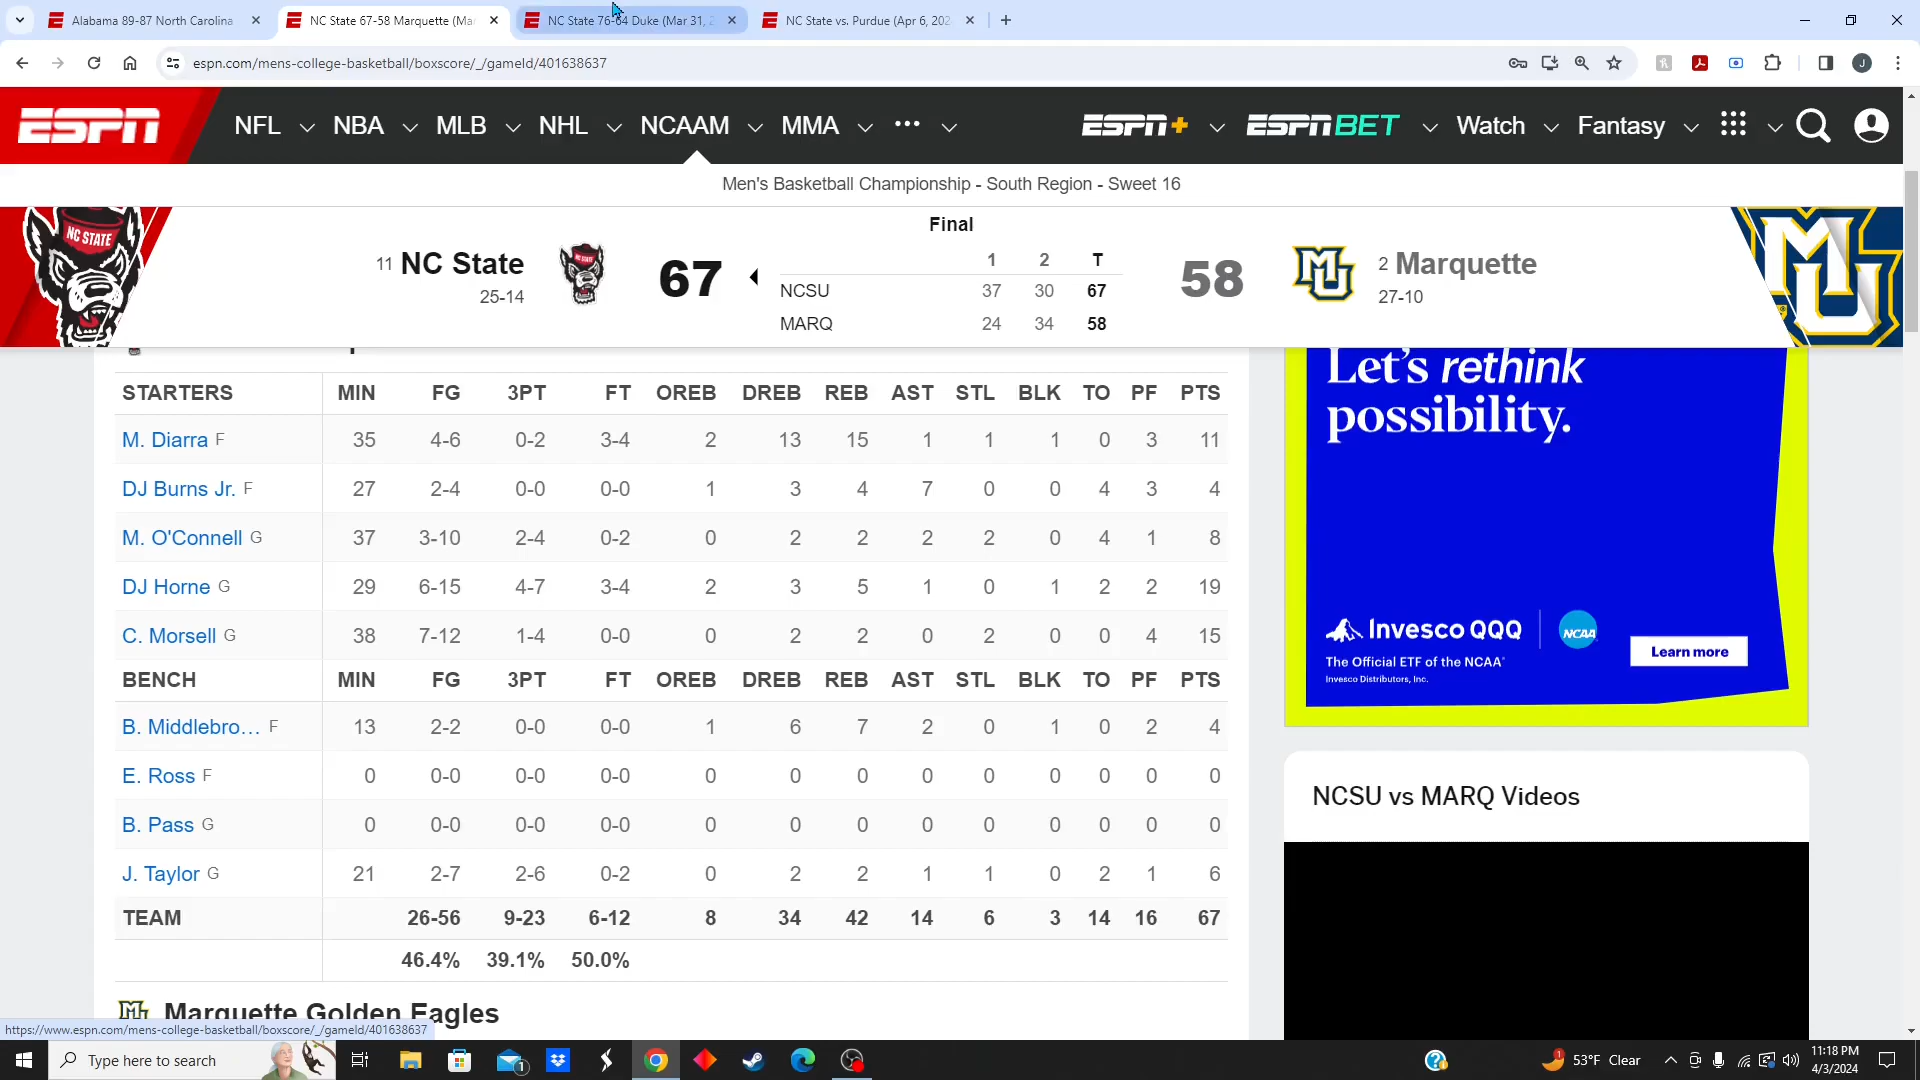 Alabama 89-87 North Carolina
NC State 67-58 Marquette (Mar
NC State 76-64 Duke (Mar 31, 2
NC State vs. Purdue (Apr 6, 202
espn.com/mens-college-basketball/boxscore/_/gameId/401638637
ESPN NFL NBA MLB NHL NCAAM MMA ••• ESPN+ ESPN BET Watch Fantasy
Men's Basketball Championship - South Region - Sweet 16
Final
NC STATE
11 NC State 67 1 2 T 58 MU 2 Marquette
25-14 NCSU 37 30 67 27-10
MARQ 24 34 58
STARTERS MIN FG 3PT FT OREB DREB REB AST STL BLK TO PF PTS
M. Diarra F 35 4-6 0-2 3-4 2 13 15 1 1 1 0 3 11
DJ Burns Jr. F 27 2-4 0-0 0-0 1 3 4 7 0 0 4 3 4
M. O'Connell G 37 3-10 2-4 0-2 0 2 2 2 2 0 4 1 8
DJ Horne G 29 6-15 4-7 3-4 2 3 5 1 0 1 2 2 19
C. Morsell G 38 7-12 1-4 0-0 0 2 2 0 2 0 0 4 15
BENCH MIN FG 3PT FT OREB DREB REB AST STL BLK TO PF PTS
B. Middlebro... F 13 2-2 0-0 0-0 1 6 7 2 0 1 0 2 4
E. Ross F 0 0-0 0-0 0-0 0 0 0 0 0 0 0 0 0
B. Pass G 0 0-0 0-0 0-0 0 0 0 0 0 0 0 0 0
J. Taylor G 21 2-7 2-6 0-2 0 2 2 1 1 0 2 1 6
TEAM 26-56 9-23 6-12 8 34 42 14 6 3 14 16 67
46.4% 39.1% 50.0%
Marquette Golden Eagles
Let's rethink
possibility.
Invesco QQQ NCAA
The Official ETF of the NCAA®
Invesco Distributors, Inc.
Learn more
NCSU vs MARQ Videos
https://www.espn.com/mens-college-basketball/boxscore/_/gameId/401638637
Type here to search
53°F Clear
11:18 PM
4/3/2024